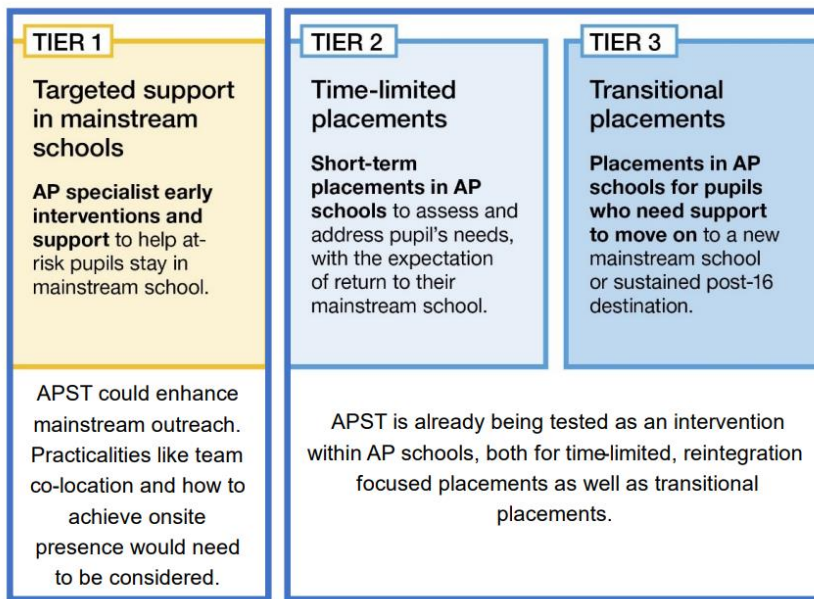 TIER 1
Targeted support
in mainstream
schools
AP specialist early
interventions and
support to help at-
risk pupils stay in
mainstream school.
APST could enhance
mainstream outreach.
Practicalities like team
co-location and how to
achieve onsite
presence would need
to be considered.
TIER 2
Time-limited
placements
Short-term
placements in AP
schools to assess and
address pupil's needs,
with the expectation
of return to their
mainstream school.
TIER 3
Transitional
placements
Placements in AP
schools for pupils
who need support
to move on to a new
mainstream school
or sustained post-16
destination.
APST is already being tested as an intervention
within AP schools, both for time-limited, reintegration
focused placements as well as transitional
placements.